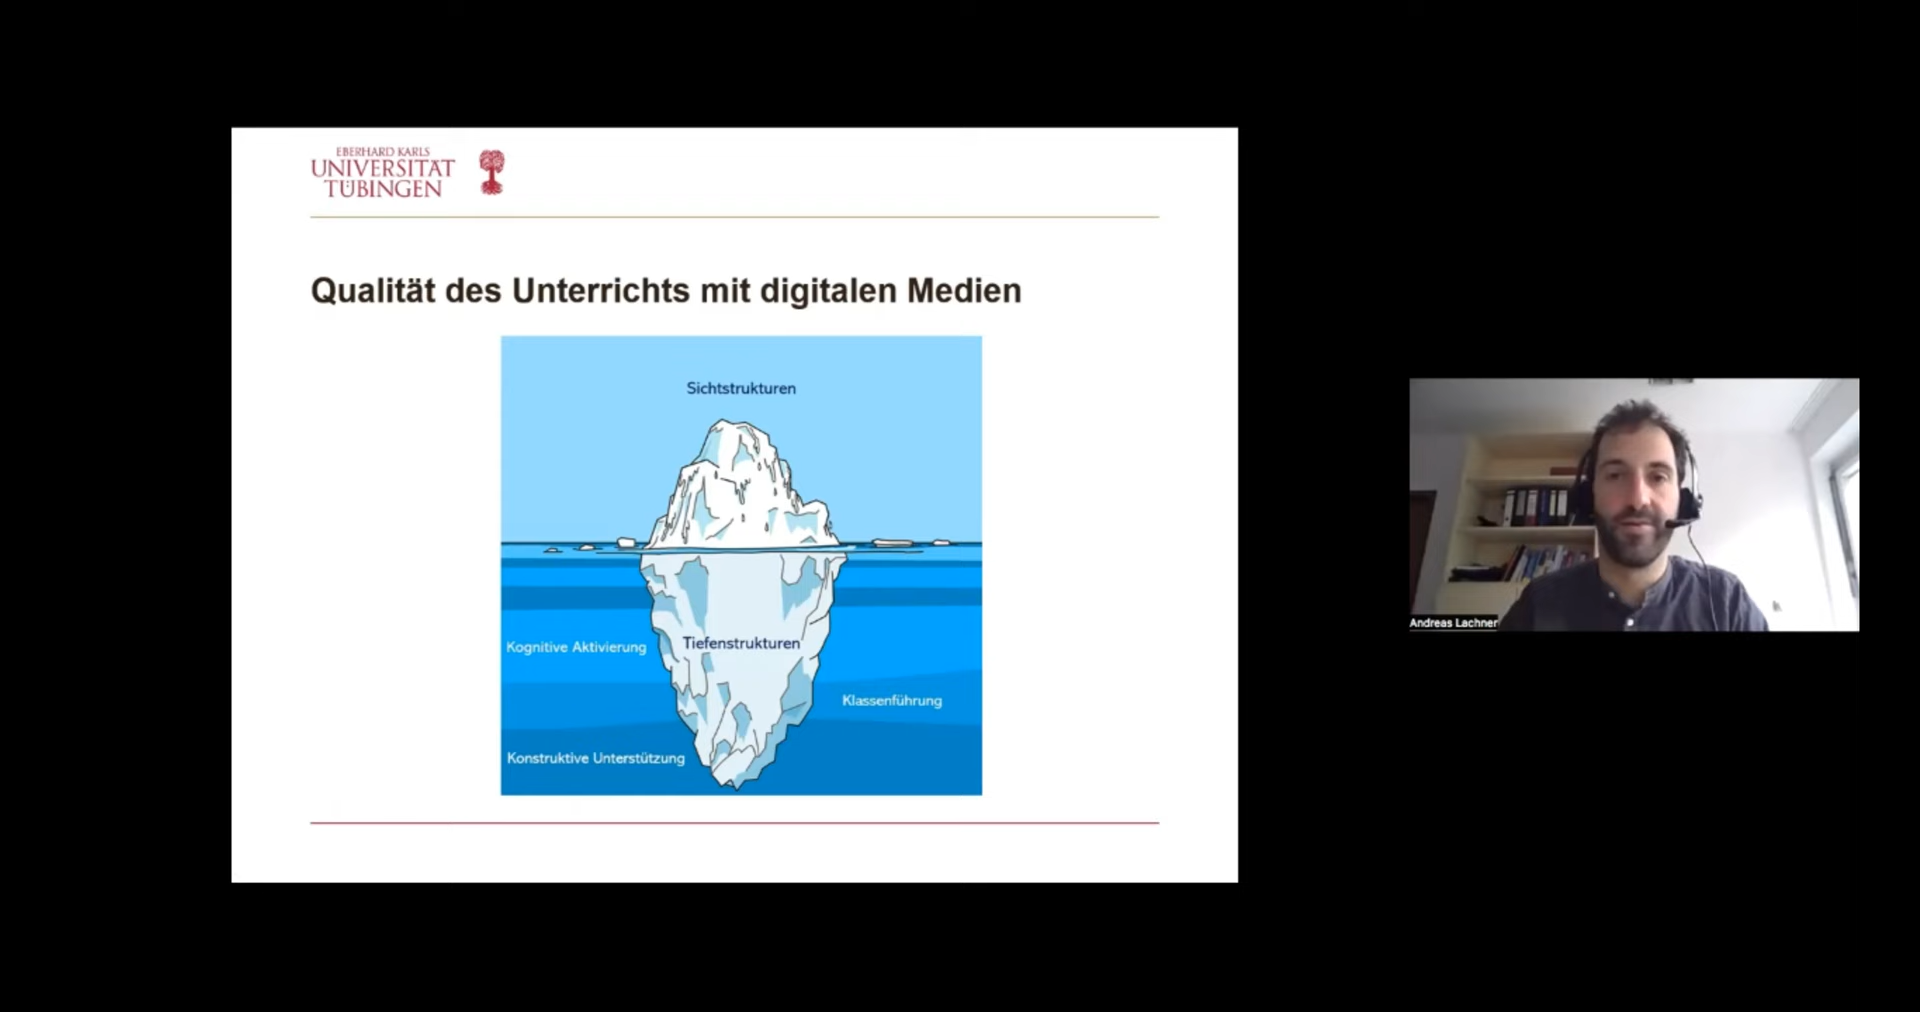 EBERHARD KARLS
UNIVERSITÄT
TÜBINGEN
Qualität des Unterrichts mit digitalen Medien
Sichtstrukturen
Kognitive Aktivierung
Tiefenstrukturen
Klassenführung
Konstruktive Unterstützung
Andreas Lachner